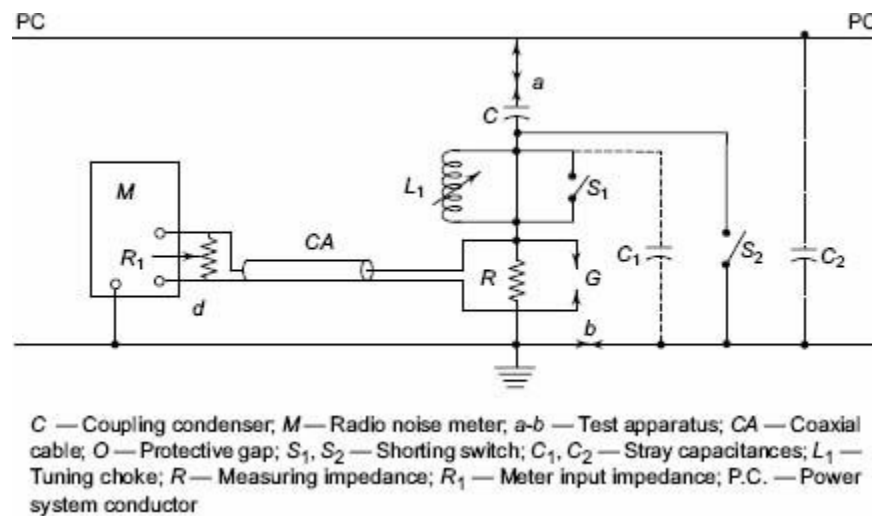 PC PC
a
C
L1 S1
M
CA
R1 C1 S2 C2
R G
d
b
C — Coupling condenser; M — Radio noise meter; a-b — Test apparatus; CA — Coaxial
cable; O — Protective gap; S1, S2 — Shorting switch; C1, C2 — Stray capacitances; L1 —
Tuning choke; R — Measuring impedance; R1 — Meter input impedance; P.C. — Power
system conductor